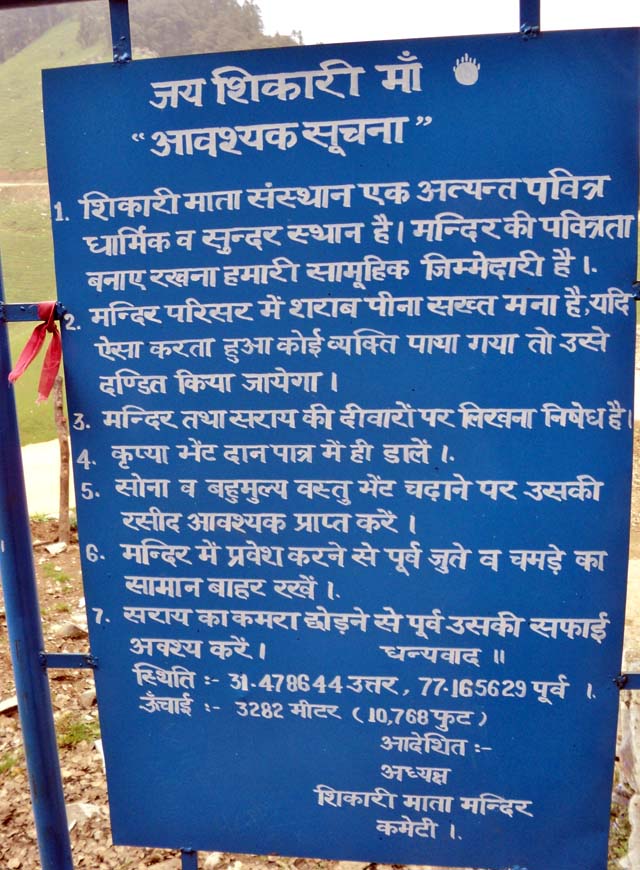 जय शिकारी माँ
“आवश्यक सूचना”
1. शिकारी माता संस्थान एक अत्यन्त पवित्र
धार्मिक व सुन्दर स्थान है। मन्दिर की पवित्रता
बनाए रखना हमारी सामूहिक जिम्मेदारी है।.
2. मन्दिर परिसर में शराब पीना सख्त मना है, यदि
ऐसा करता हुआ कोई व्यक्ति पाया गया तो उसे
दण्डित किया जायेगा।
3. मन्दिर तथा सराय की दीवारों पर लिखना निषेध है।
4. कृप्या भेंट दान पात्र में ही डालें।.
5. सोना व बहुमुल्य वस्तु भेंट चढ़ाने पर उसकी
रसीद आवश्यक प्राप्त करें।
6. मन्दिर में प्रवेश करने से पूर्व जुते व चमड़े का
सामान बाहर रखें।.
7. सराय का कमरा छोड़ने से पूर्व उसकी सफाई
अवश्य करें। धन्यवाद॥
स्थिति :- 31.478644 उत्तर, 77.165629 पूर्व।.
ऊँचाई :- 3282 मीटर (10,768 फुट)
आदेशित :-
अध्यक्ष
शिकारी माता मन्दिर
कमेटी।.